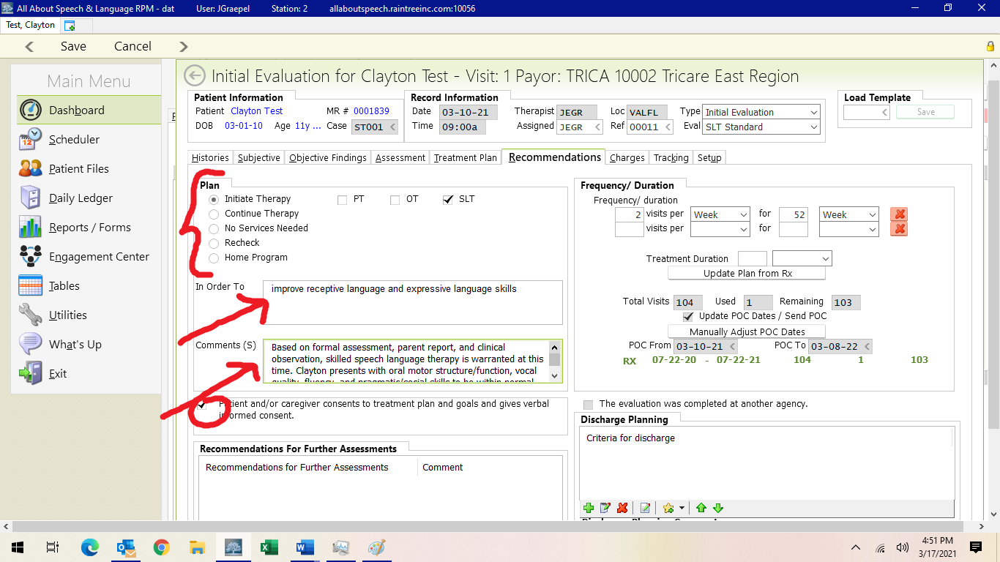 All About Speech & Language RPM - dat User: JGraepel Station: 2 allaboutspeech.raintreeinc.com:10056
Test, Clayton
Save Cancel
Main Menu
Dashboard
Scheduler
Patient Files
Daily Ledger
Reports / Forms
Engagement Center
Tables
Utilities
What's Up
Exit
Initial Evaluation for Clayton Test - Visit: 1 Payor: TRICA 10002 Tricare East Region
Patient Information
Patient Clayton Test MR # 0001839
DOB 03-01-10 Age 11y ... Case ST001
Record Information
Date 03-10-21 Therapist JEGR Loc VALFL Type Initial Evaluation
Time 09:00a Assigned JEGR Ref 00011 Eval SLT Standard
Load Template
Save
Histories Subjective Objective Findings Assessment Treatment Plan Recommendations Charges Tracking Setup
Plan
Initiate Therapy PT OT SLT
Continue Therapy
No Services Needed
Recheck
Home Program
In Order To improve receptive language and expressive language skills
Comments (S) Based on formal assessment, parent report, and clinical
observation, skilled speech language therapy is warranted at this
time. Clayton presents with oral motor structure/function, vocal
quality, fluency, and pragmatic/social skills to be within normal
Patient and/or caregiver consents to treatment plan and goals and gives verbal
informed consent.
Recommendations For Further Assessments
Recommendations for Further Assessments Comment
Frequency/ Duration
Frequency/ duration
2 visits per Week for 52 Week
visits per for
Treatment Duration
Update Plan from Rx
Total Visits 104 Used 1 Remaining 103
Update POC Dates / Send POC
Manually Adjust POC Dates
POC From 03-10-21 POC To 03-08-22
RX 07-22-20 - 07-22-21 104 1 103
The evaluation was completed at another agency.
Discharge Planning
Criteria for discharge
4:51 PM
3/17/2021